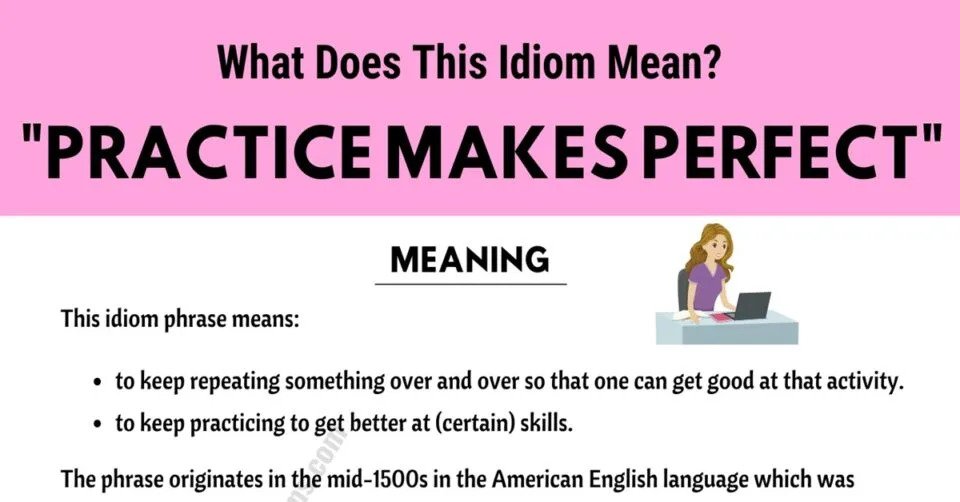 What Does This Idiom Mean?
"PRACTICE MAKES PERFECT"
MEANING
This idiom phrase means:
• to keep repeating something over and over so that one can get good at that activity.
• to keep practicing to get better at (certain) skills.
The phrase originates in the mid-1500s in the American English language which was